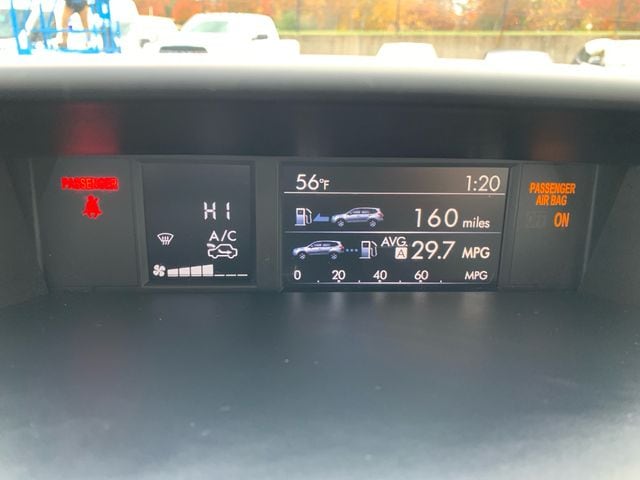 PASSENGER
HI
A/C
56°F 1:20
160 miles
AVG. A 29.7 MPG
0 20 40 60 MPG
PASSENGER
AIR BAG
OFF ON